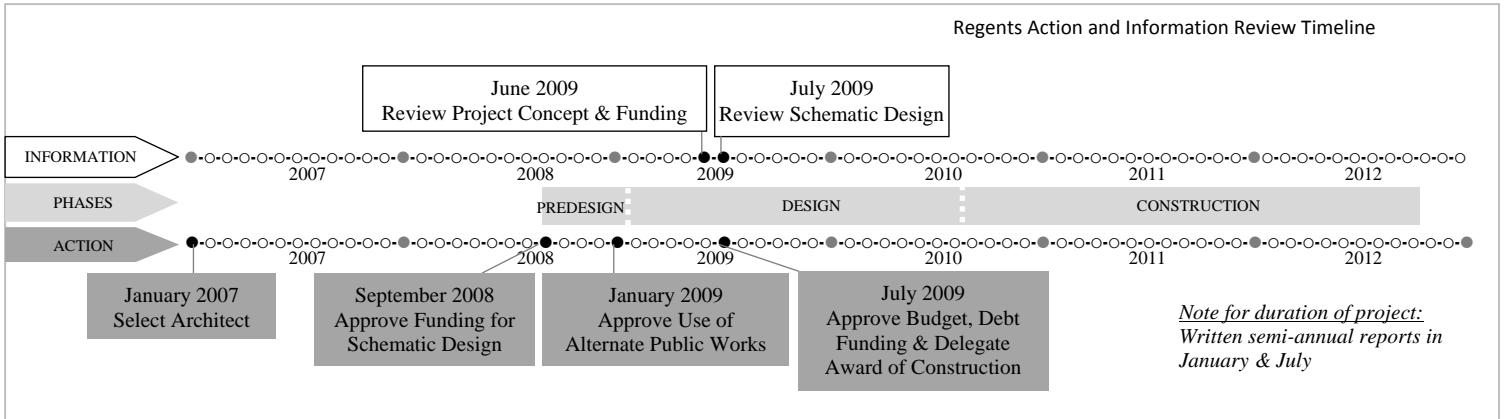 Regents Action and Information Review Timeline
June 2009
Review Project Concept & Funding
July 2009
Review Schematic Design
INFORMATION
2007
2008
2009
2010
2011
2012
PHASES
PREDESIGN
DESIGN
CONSTRUCTION
ACTION
2007
2008
2009
2010
2011
2012
January 2007
Select Architect
September 2008
Approve Funding for
Schematic Design
January 2009
Approve Use of
Alternate Public Works
July 2009
Approve Budget, Debt
Funding & Delegate
Award of Construction
Note for duration of project:
Written semi-annual reports in
January & July